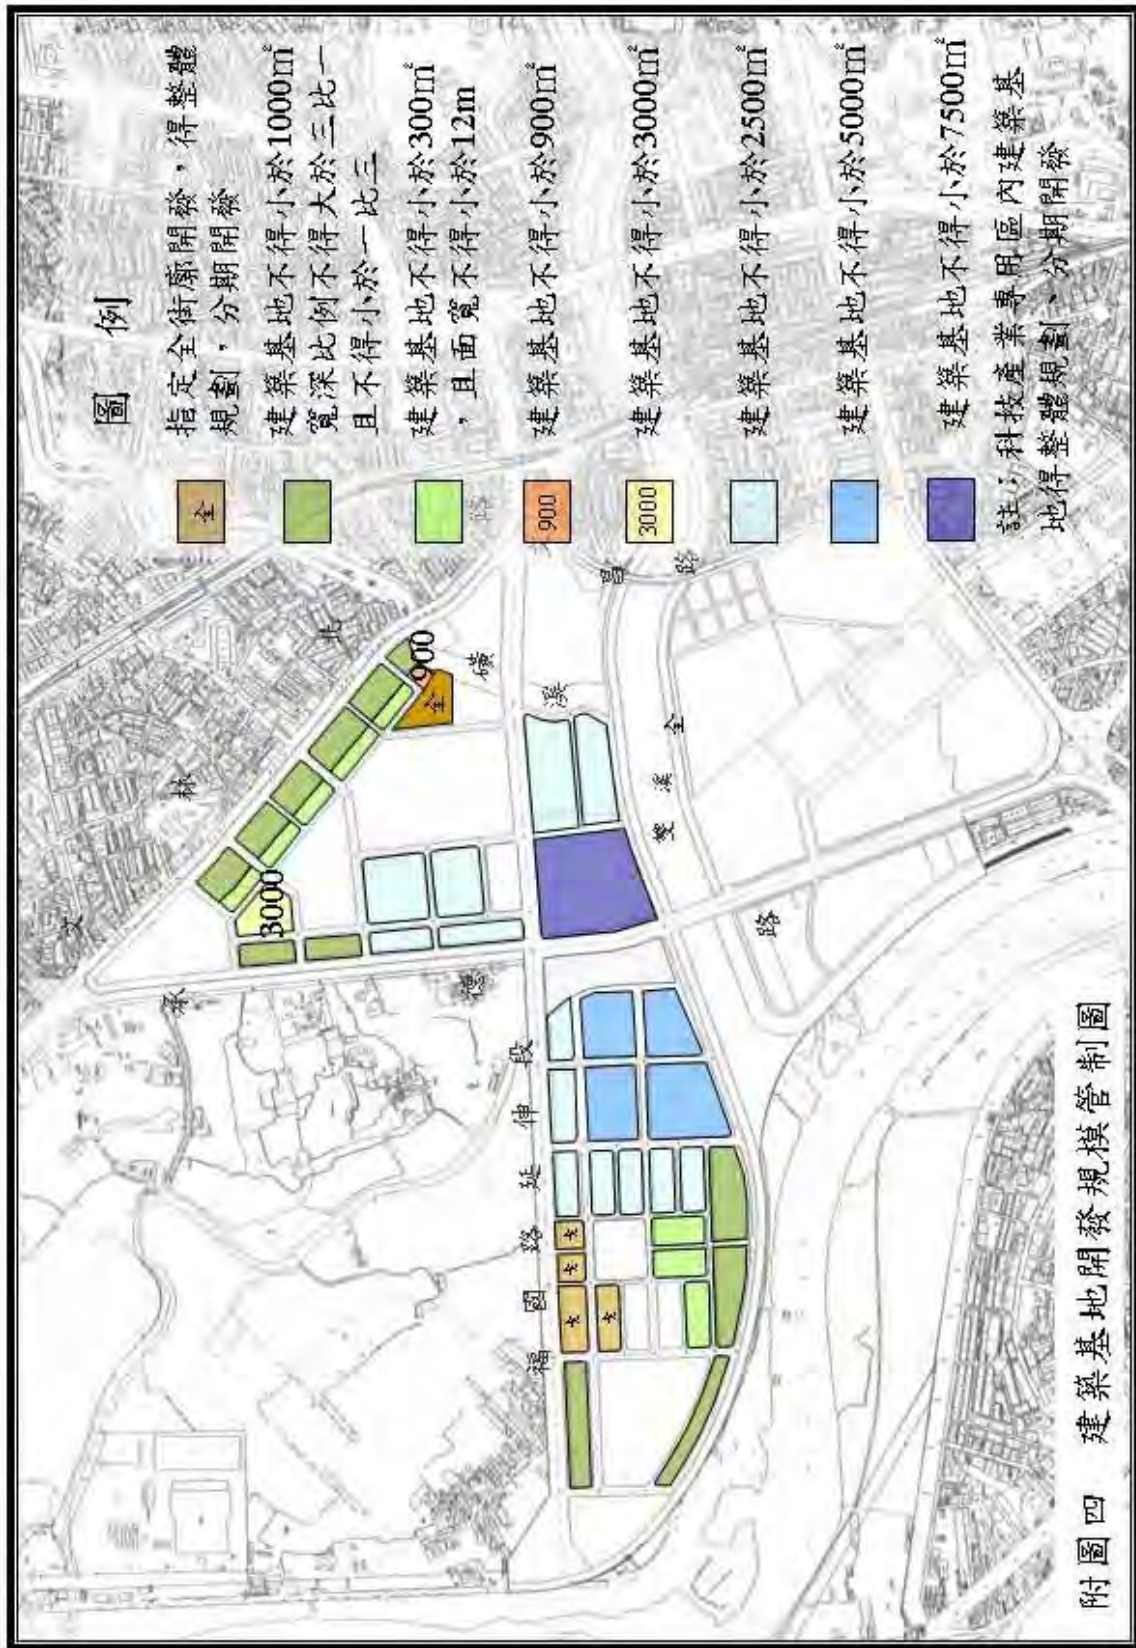 圖 例
全
指定全街廓開發，得整體
規劃，分期開發
建築基地不得小於1000㎡
寬深比例不得大於三比一
且不得小於一比三
建築基地不得小於300㎡
，且面寬不得小於12m
900
建築基地不得小於900㎡
3000
建築基地不得小於3000㎡
建築基地不得小於2500㎡
建築基地不得小於5000㎡
建築基地不得小於7500㎡
註：科技產業專用區內建築基
地得整體規劃、分期開發
文
林
北
路
承
德
路
福
國
路
延
伸
段
磺
溪
雙
溪
全
3000
900
全
全
全
全
全
昌
路
附圖四 建築基地開發規模管制圖